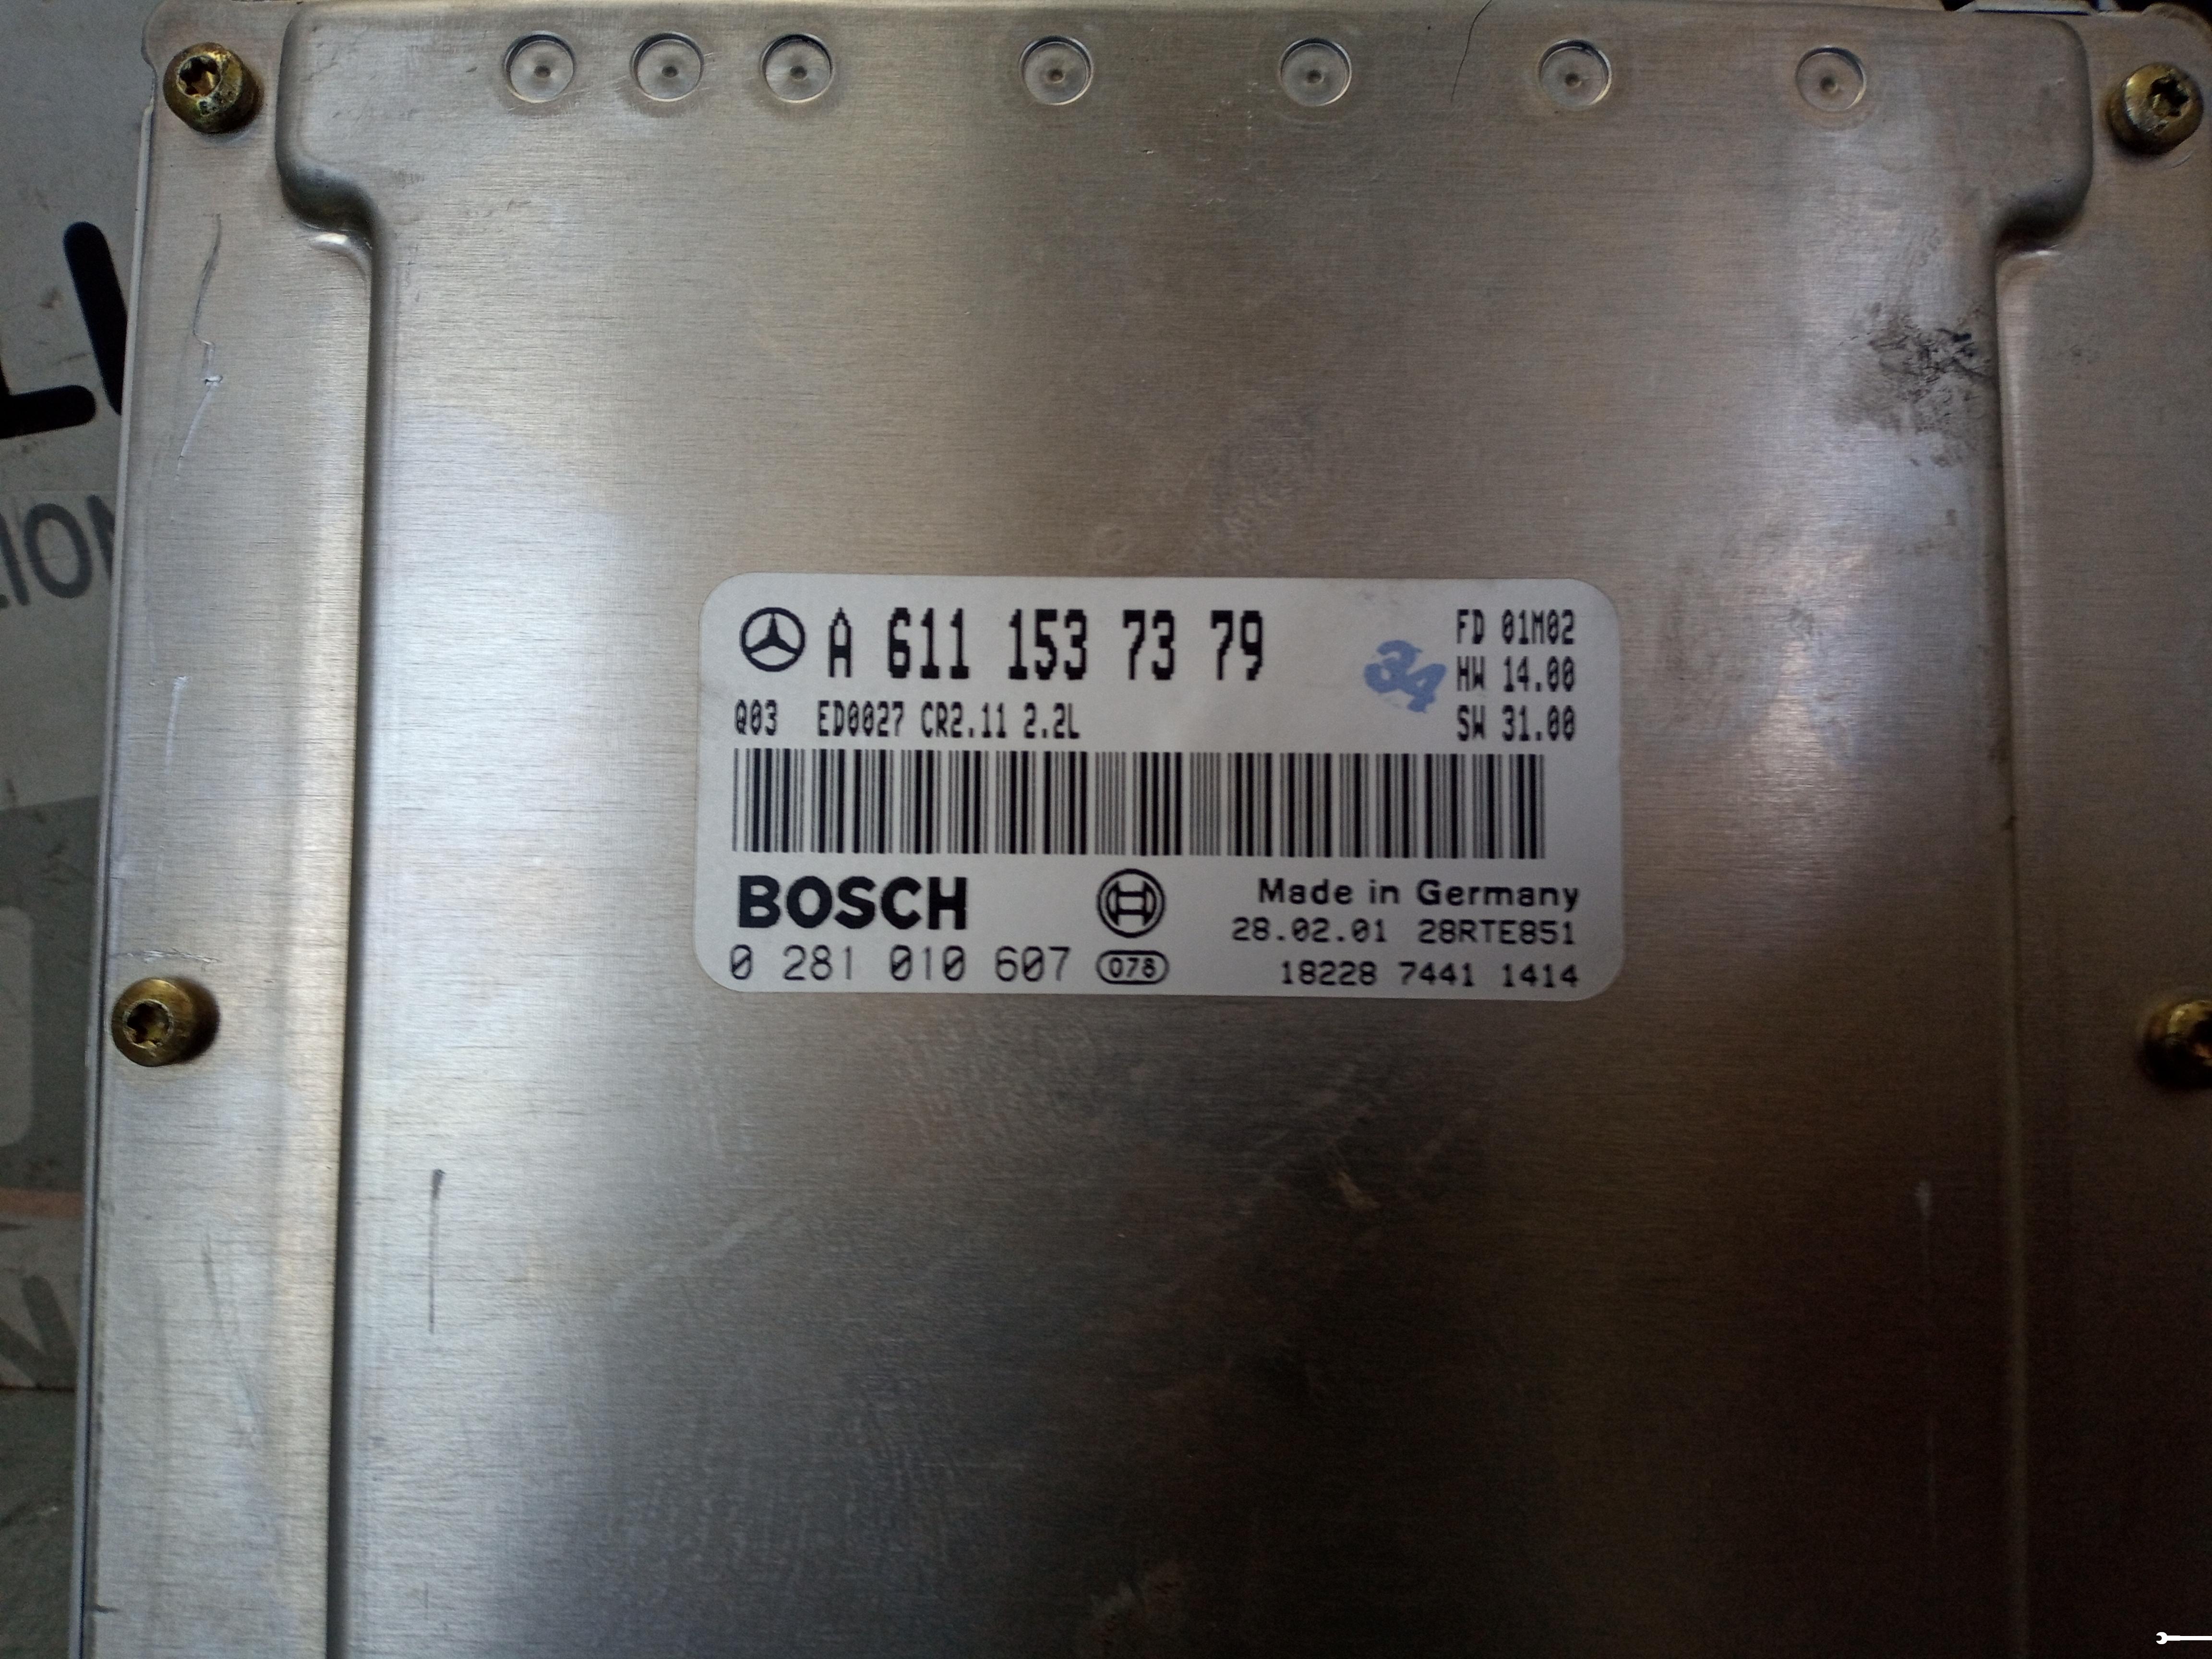 A 611 153 73 79
FD 01M02
34
HW 14.00
Q03 ED0027 CR2.11 2.2L
SW 31.00
BOSCH
Made in Germany
28.02.01 28RTE851
0 281 010 607 078
18228 7441 1414